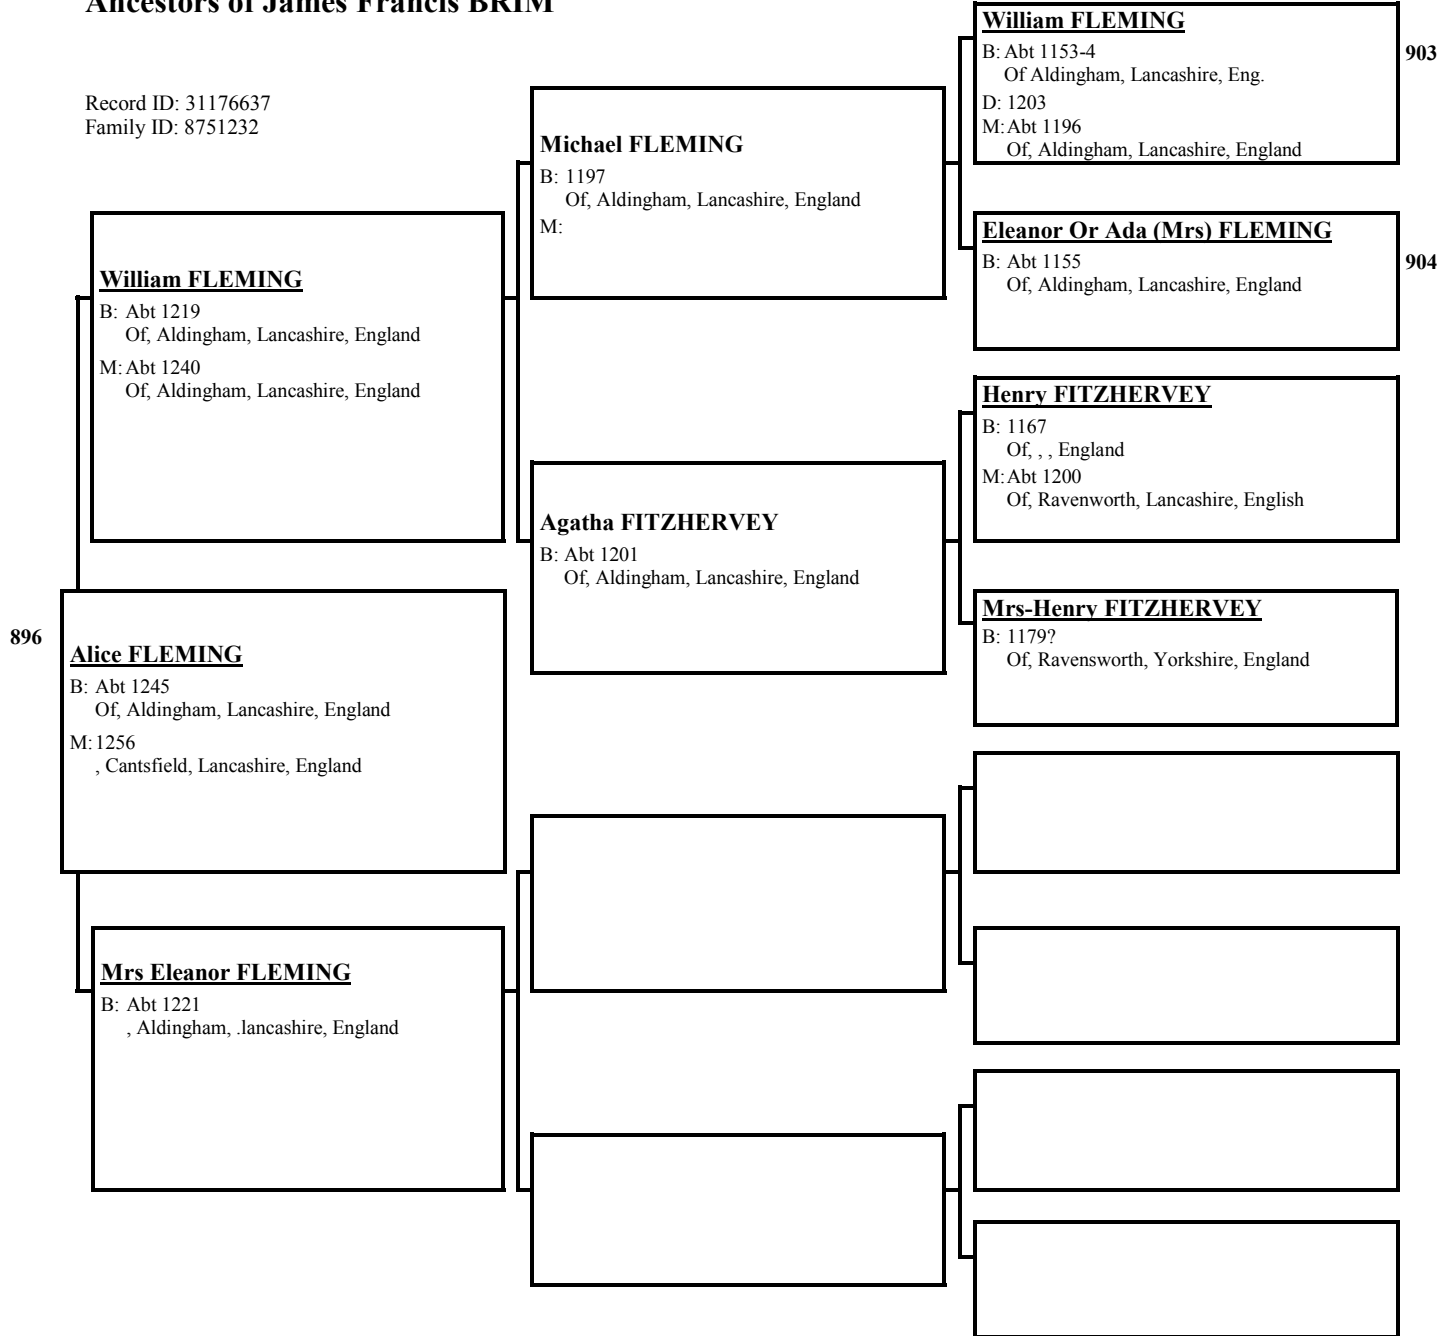 Ancestors of James Francis BRIM
Record ID: 31176637
Family ID: 8751232
896
Alice FLEMING
B: Abt 1245
Of, Aldingham, Lancashire, England
M: 1256
, Cantsfield, Lancashire, England
William FLEMING
B: Abt 1219
Of, Aldingham, Lancashire, England
M: Abt 1240
Of, Aldingham, Lancashire, England
Mrs Eleanor FLEMING
B: Abt 1221
, Aldingham, .lancashire, England
Michael FLEMING
B: 1197
Of, Aldingham, Lancashire, England
M:
Agatha FITZHERVEY
B: Abt 1201
Of, Aldingham, Lancashire, England
William FLEMING
B: Abt 1153-4
Of Aldingham, Lancashire, Eng.
D: 1203
M: Abt 1196
Of, Aldingham, Lancashire, England
903
Eleanor Or Ada (Mrs) FLEMING
B: Abt 1155
Of, Aldingham, Lancashire, England
904
Henry FITZHERVEY
B: 1167
Of, , , England
M: Abt 1200
Of, Ravenworth, Lancashire, English
Mrs-Henry FITZHERVEY
B: 1179?
Of, Ravensworth, Yorkshire, England